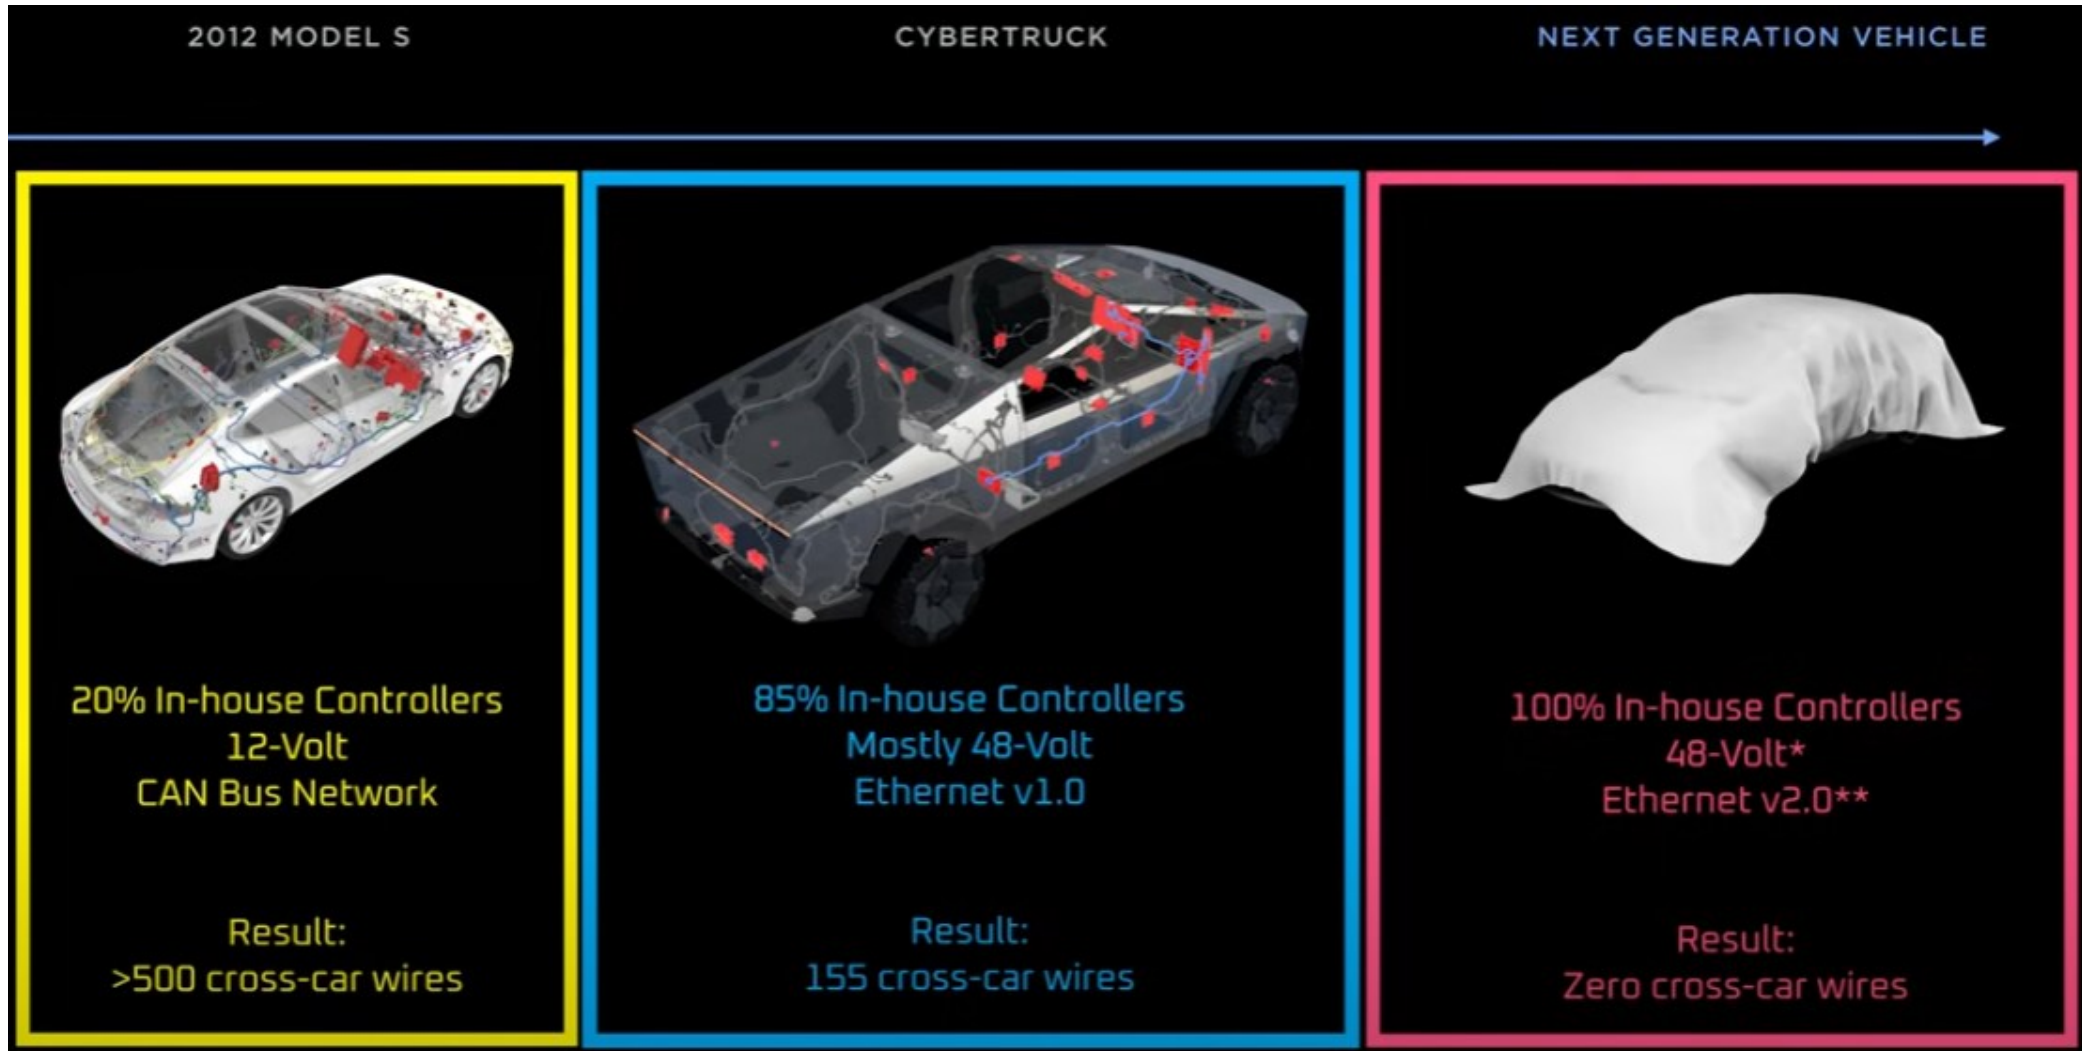 2012 MODEL S
CYBERTRUCK
NEXT GENERATION VEHICLE
20% In-house Controllers
12-Volt
CAN Bus Network
Result:
>500 cross-car wires
85% In-house Controllers
Mostly 48-Volt
Ethernet v1.0
Result:
155 cross-car wires
100% In-house Controllers
48-Volt*
Ethernet v2.0**
Result:
Zero cross-car wires